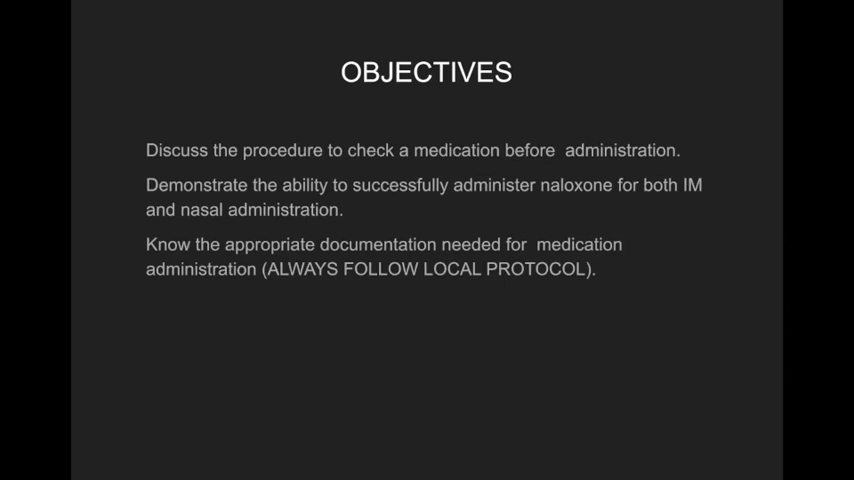 OBJECTIVES
Discuss the procedure to check a medication before  administration.
Demonstrate the ability to successfully administer naloxone for both IM
and nasal administration.
Know the appropriate documentation needed for  medication
administration (ALWAYS FOLLOW LOCAL PROTOCOL).